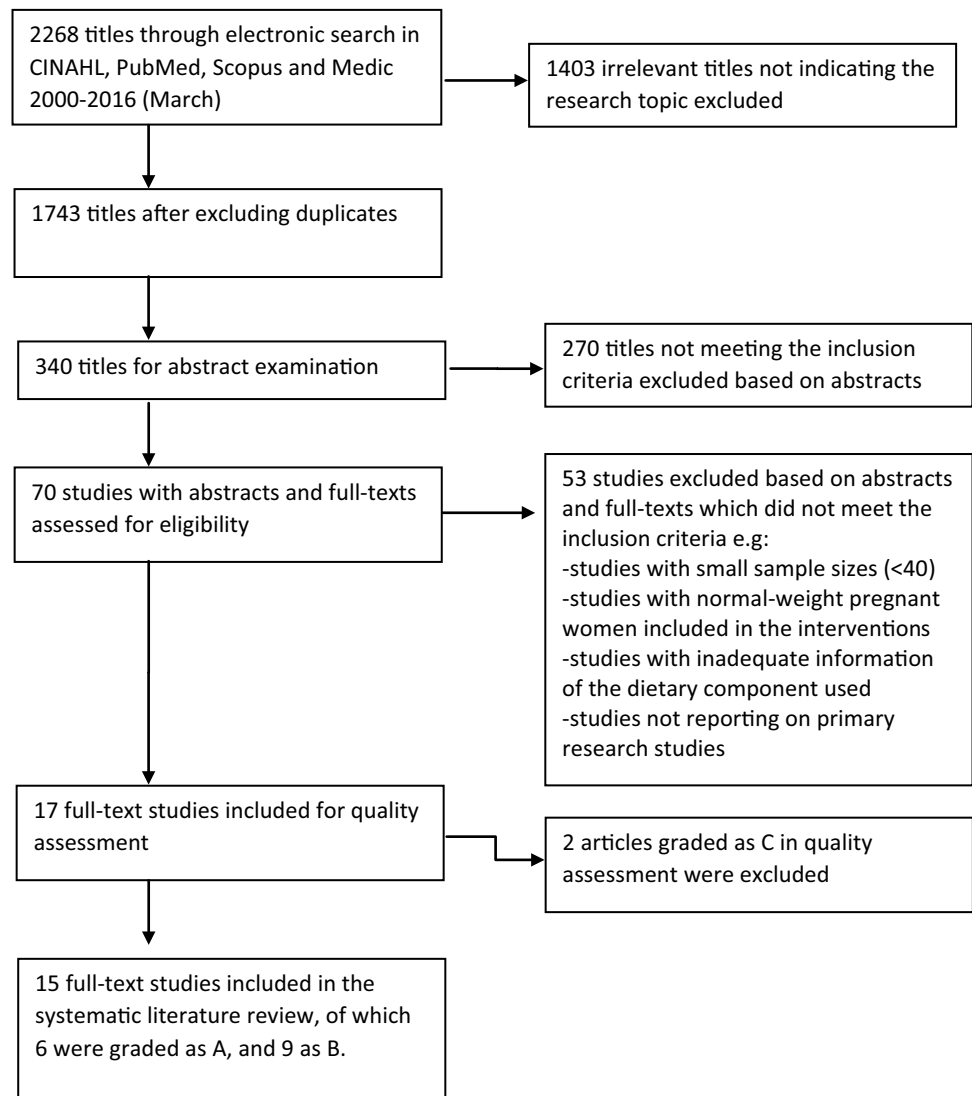 2268 titles through electronic search in
CINAHL, PubMed, Scopus and Medic
2000-2016 (March)
1403 irrelevant titles not indicating the
research topic excluded
1743 titles after excluding duplicates
340 titles for abstract examination
270 titles not meeting the inclusion
criteria excluded based on abstracts
70 studies with abstracts and full-texts
assessed for eligibility
53 studies excluded based on abstracts
and full-texts which did not meet the
inclusion criteria e.g:
-studies with small sample sizes (<40)
-studies with normal-weight pregnant
women included in the interventions
-studies with inadequate information
of the dietary component used
-studies not reporting on primary
research studies
17 full-text studies included for quality
assessment
2 articles graded as C in quality
assessment were excluded
15 full-text studies included in the
systematic literature review, of which
6 were graded as A, and 9 as B.